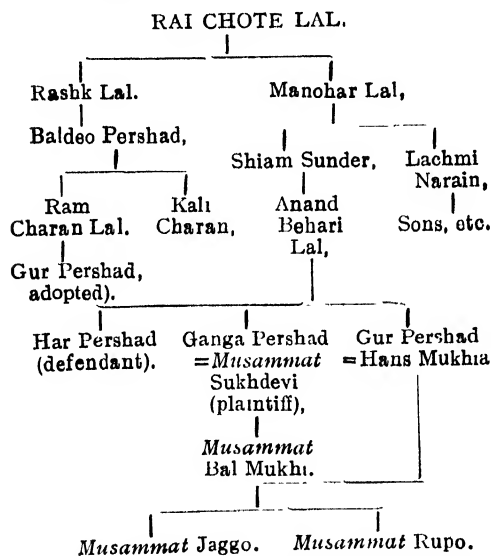 RAI CHOTE LAL.
Rashk Lal. Manohar Lal,
Baldeo Pershad,
Shiam Sunder, Lachmi
Narain,
Ram Kali Anand
Charan Lal. Charan, Behari Sons, etc.
Lal,
Gur Pershad,
adopted).
Har Pershad Ganga Pershad Gur Pershad
(defendant). =Musammat =Hans Mukhia
Sukhdevi
(plaintiff),
Musammat
Bal Mukhi.
Musammat Jaggo. Musammat Rupo.